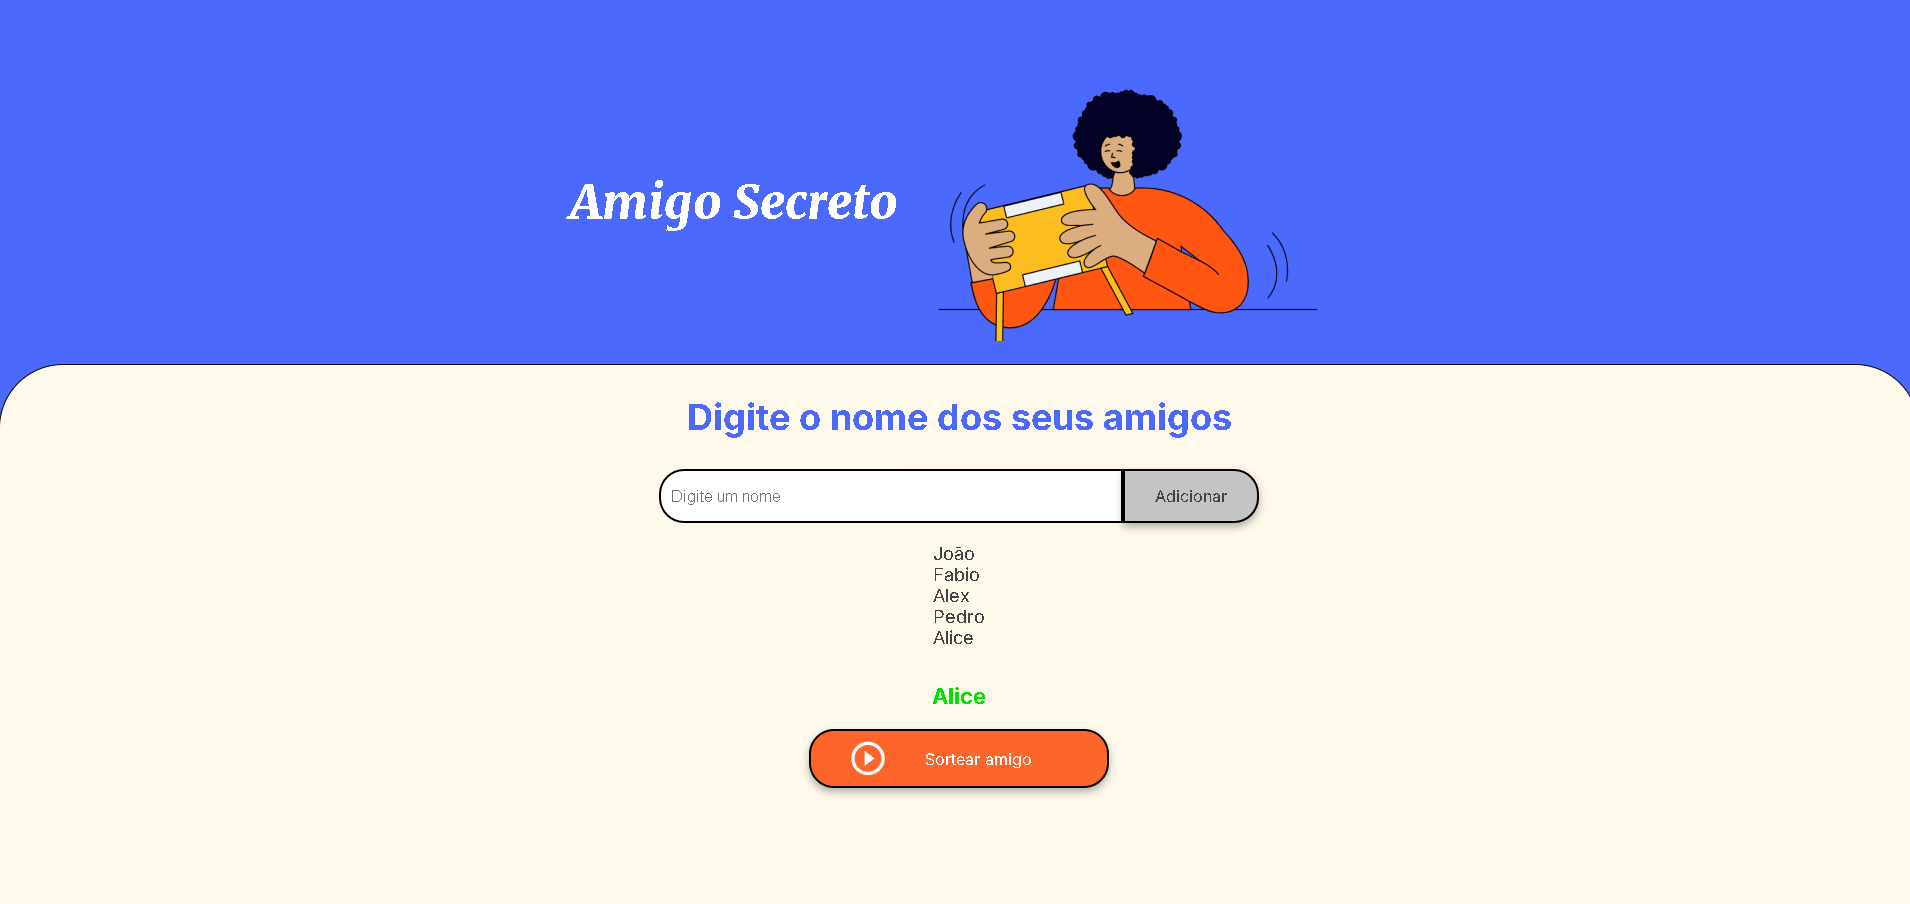 Amigo Secreto
Digite o nome dos seus amigos
Digite um nome
Adicionar
João
Fabio
Alex
Pedro
Alice
Alice
Sortear amigo